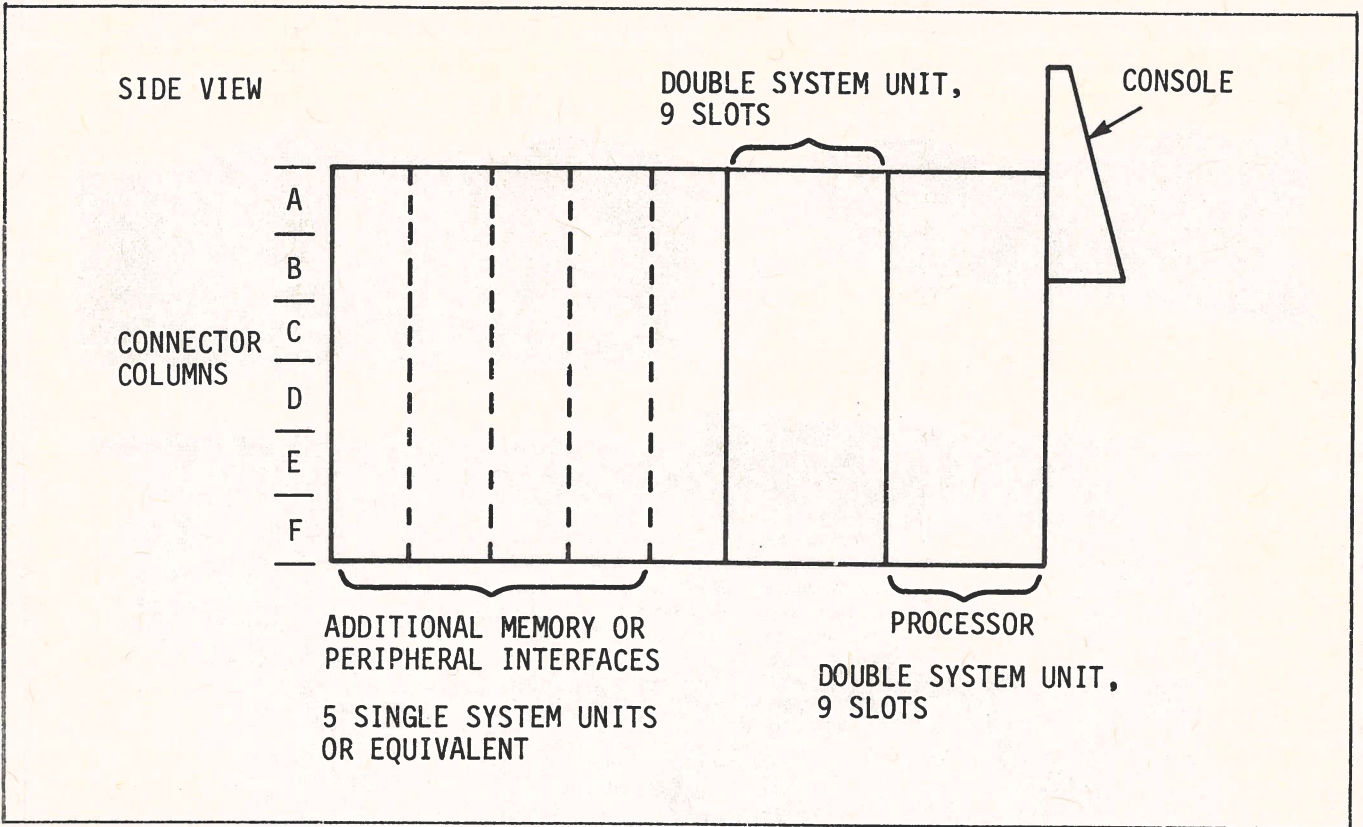 SIDE VIEW
DOUBLE SYSTEM UNIT,
9 SLOTS
CONSOLE
A
B
C
D
E
F
CONNECTOR
COLUMNS
ADDITIONAL MEMORY OR
PERIPHERAL INTERFACES
5 SINGLE SYSTEM UNITS
OR EQUIVALENT
PROCESSOR
DOUBLE SYSTEM UNIT,
9 SLOTS